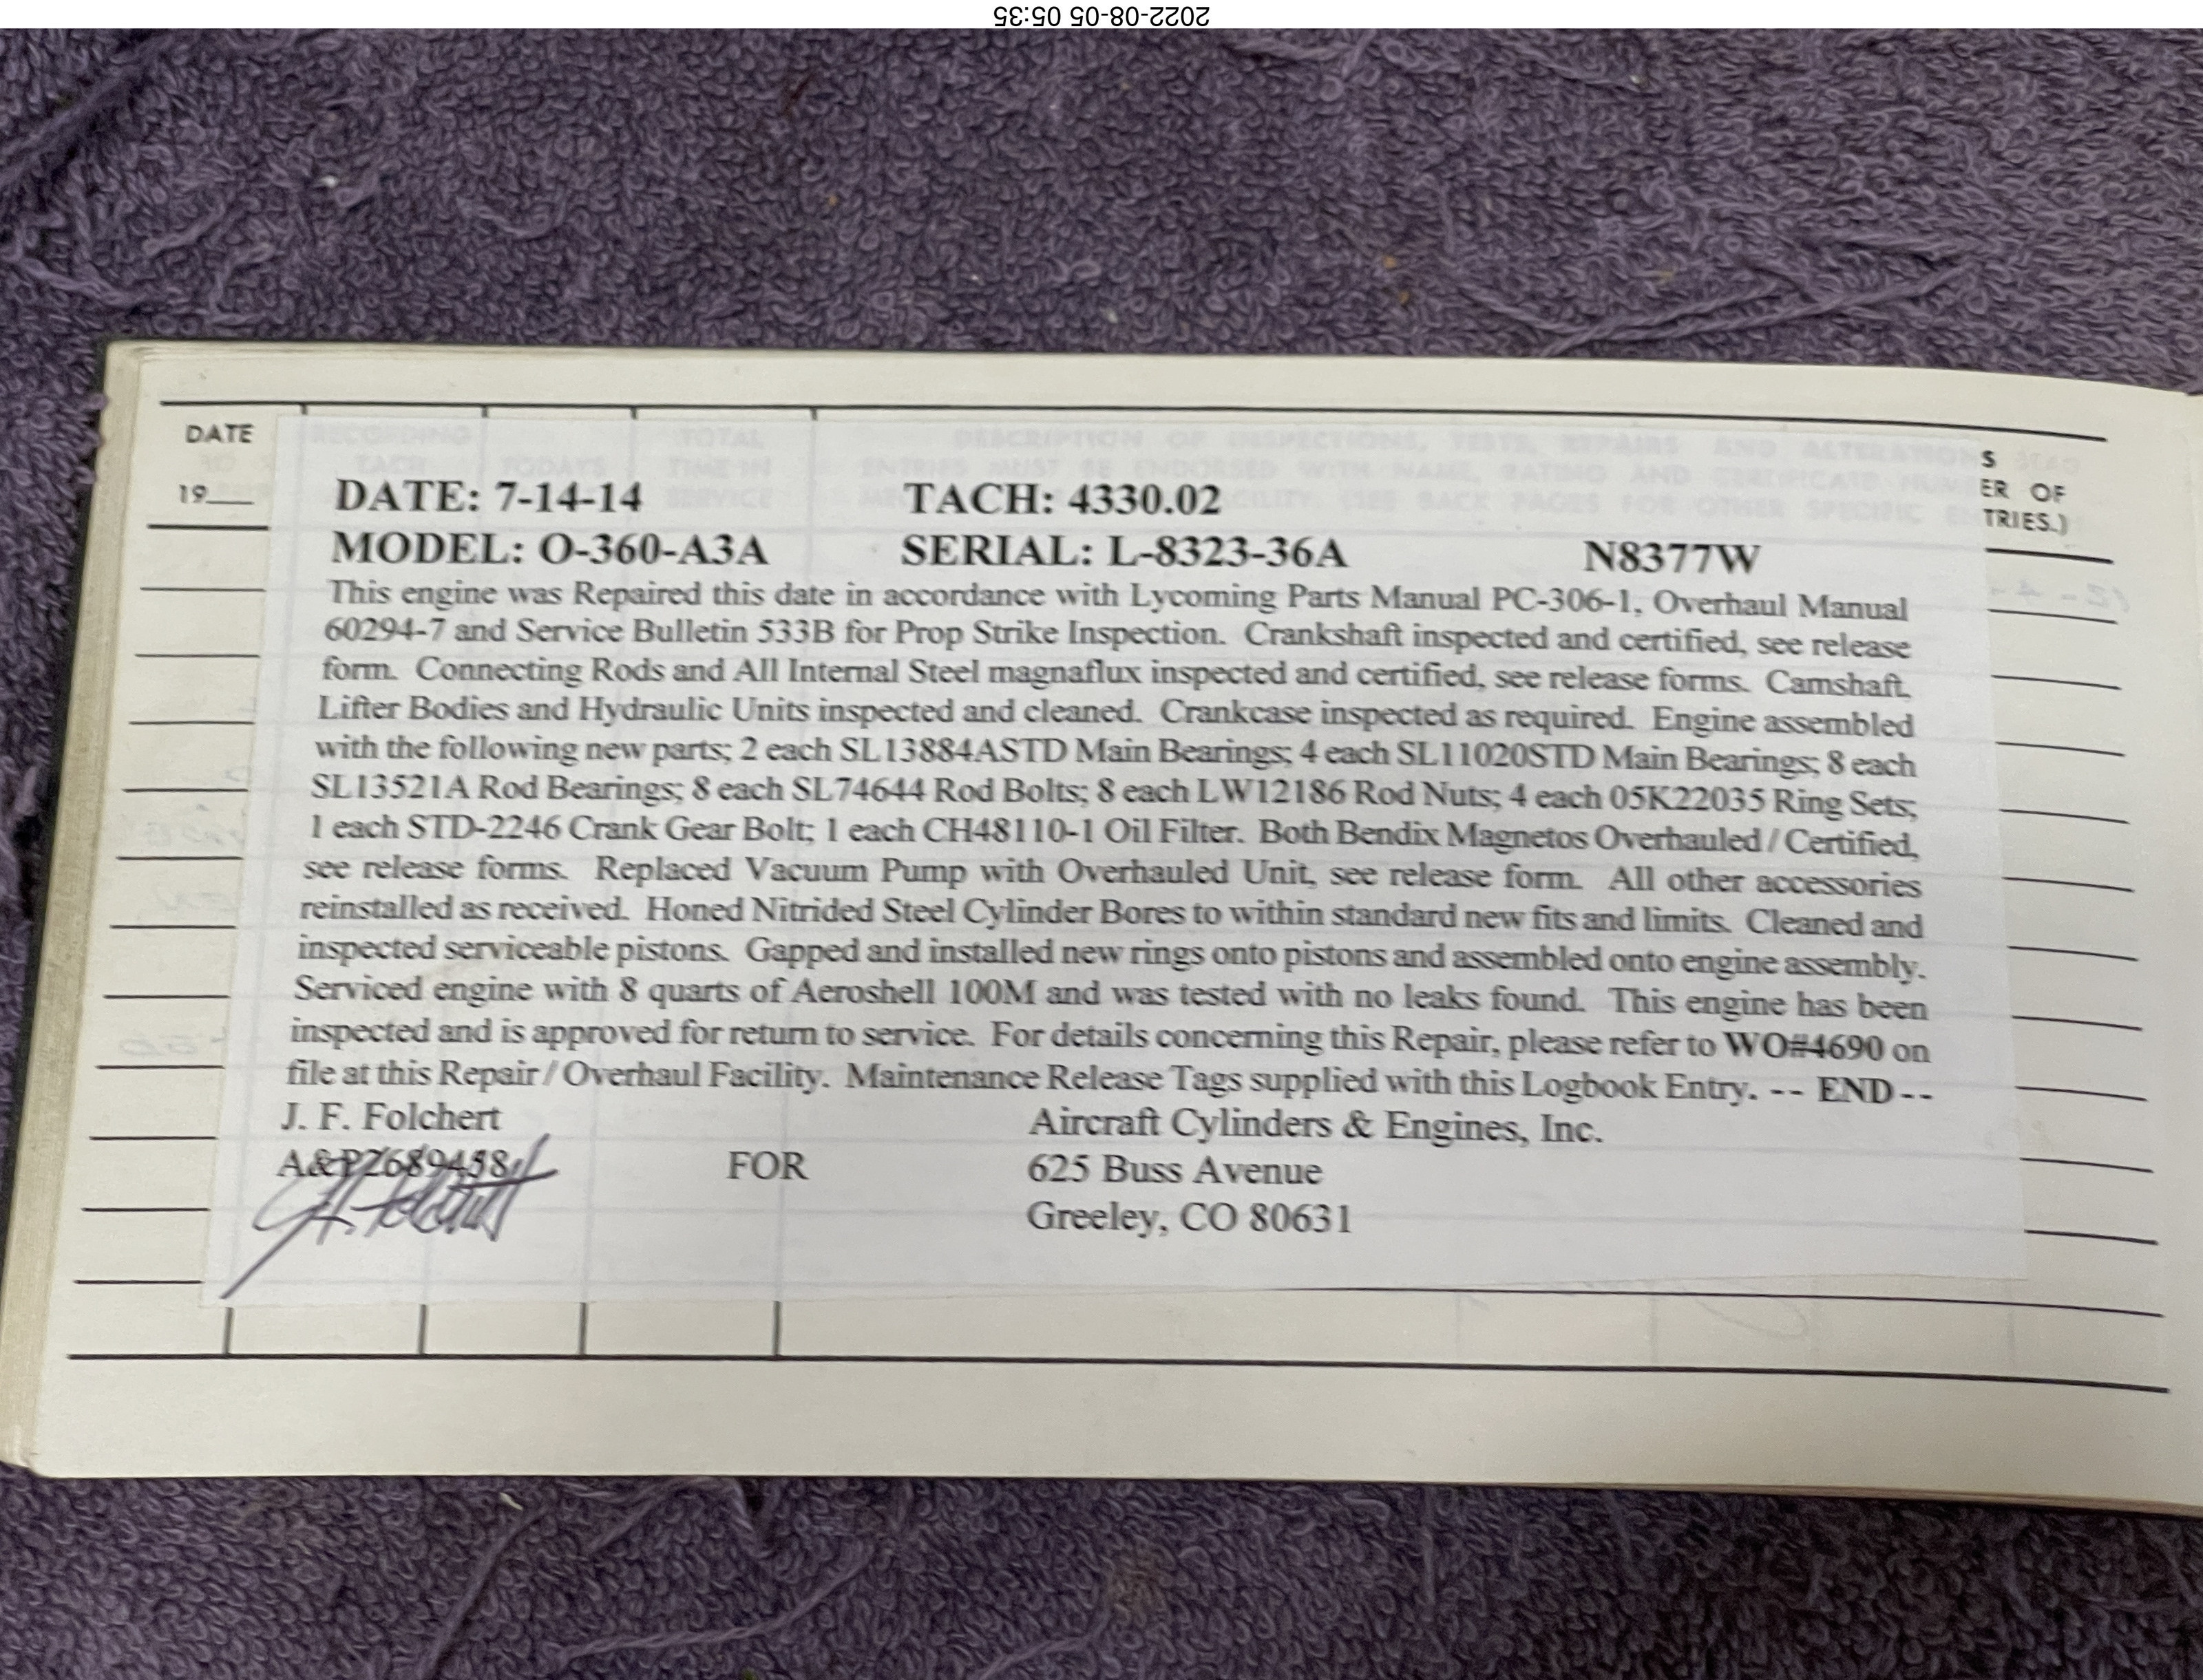 2022-08-05 05:35
DATE
19
S
ER OF
TRIES.)
DATE: 7-14-14 TACH: 4330.02
MODEL: O-360-A3A SERIAL: L-8323-36A N8377W
This engine was Repaired this date in accordance with Lycoming Parts Manual PC-306-1, Overhaul Manual
60294-7 and Service Bulletin 533B for Prop Strike Inspection. Crankshaft inspected and certified, see release
form. Connecting Rods and All Internal Steel magnaflux inspected and certified, see release forms. Camshaft,
Lifter Bodies and Hydraulic Units inspected and cleaned. Crankcase inspected as required. Engine assembled
with the following new parts; 2 each SL13884ASTD Main Bearings; 4 each SL11020STD Main Bearings; 8 each
SL13521A Rod Bearings; 8 each SL74644 Rod Bolts; 8 each LW12186 Rod Nuts; 4 each 05K22035 Ring Sets;
1 each STD-2246 Crank Gear Bolt; 1 each CH48110-1 Oil Filter. Both Bendix Magnetos Overhauled / Certified,
see release forms. Replaced Vacuum Pump with Overhauled Unit, see release form. All other accessories
reinstalled as received. Honed Nitrided Steel Cylinder Bores to within standard new fits and limits. Cleaned and
inspected serviceable pistons. Gapped and installed new rings onto pistons and assembled onto engine assembly.
Serviced engine with 8 quarts of Aeroshell 100M and was tested with no leaks found. This engine has been
inspected and is approved for return to service. For details concerning this Repair, please refer to WO#4690 on
file at this Repair / Overhaul Facility. Maintenance Release Tags supplied with this Logbook Entry. -- END --
J. F. Folchert Aircraft Cylinders & Engines, Inc.
A&P2689458 FOR 625 Buss Avenue
Greeley, CO 80631